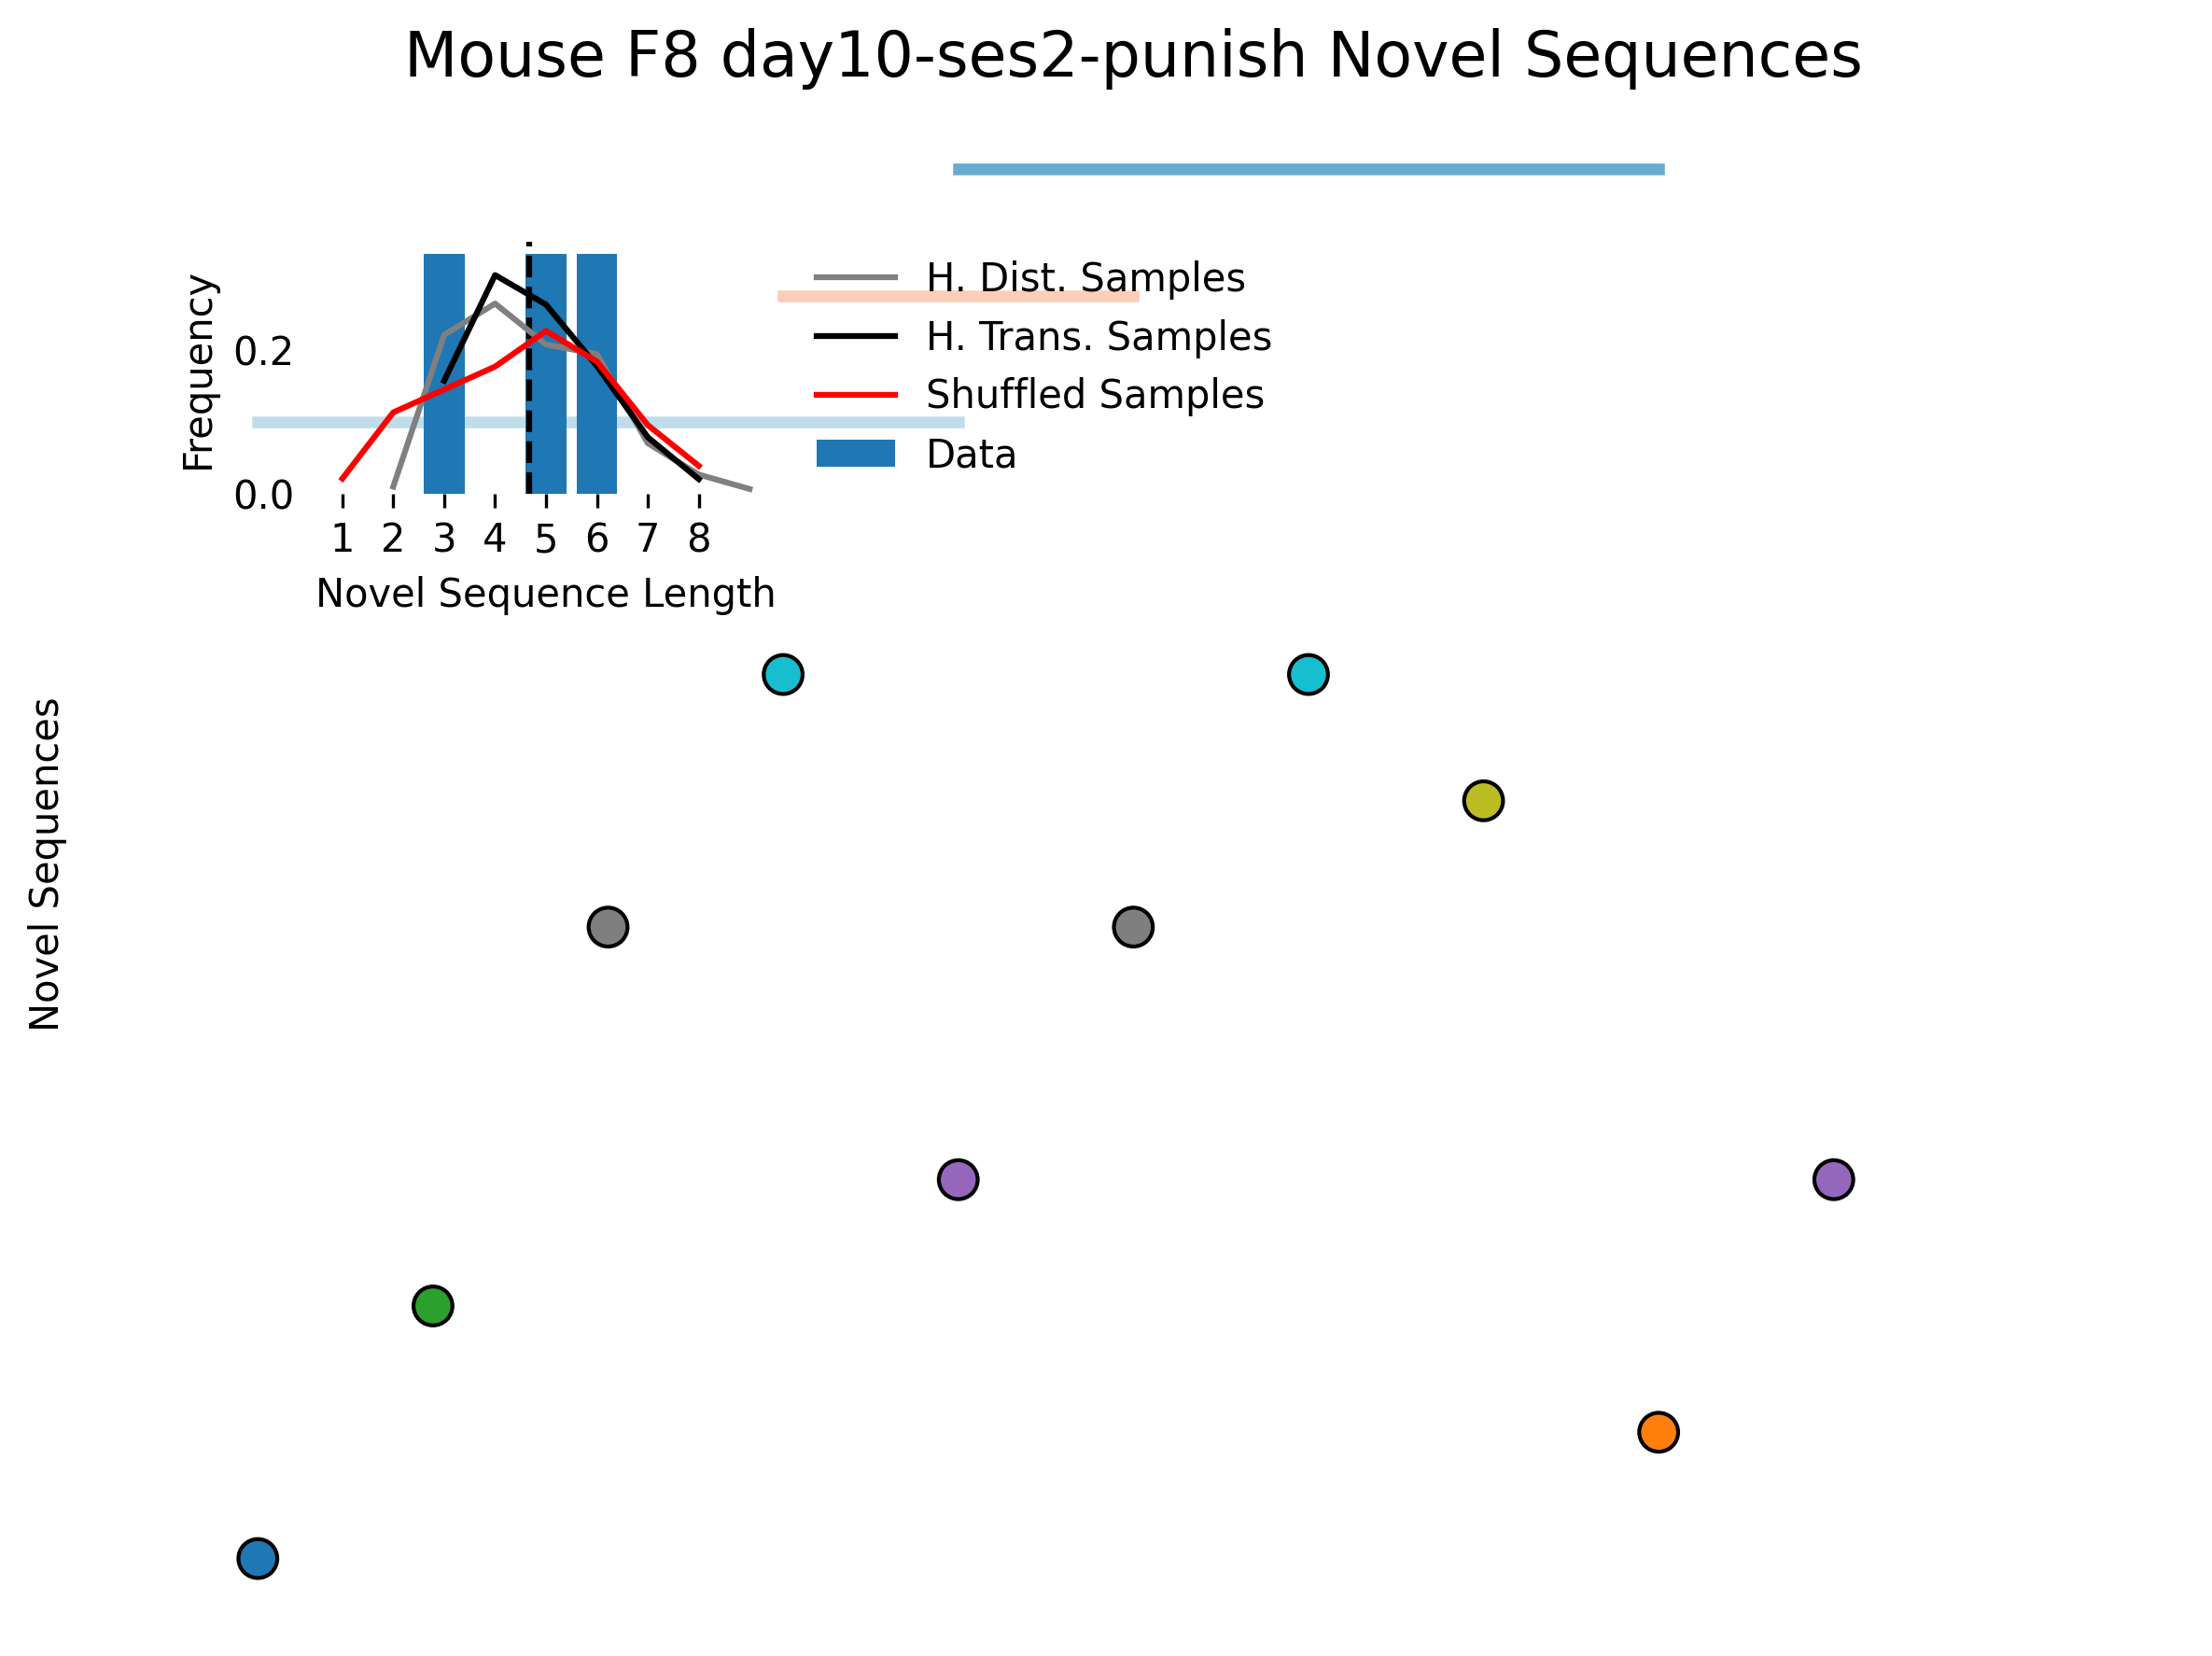 Mouse F8 day10-ses2-punish Novel Sequences
Frequency
0.2
0.0
1 2 3 4 5 6 7 8
Novel Sequence Length
H. Dist. Samples
H. Trans. Samples
Shuffled Samples
Data
Novel Sequences